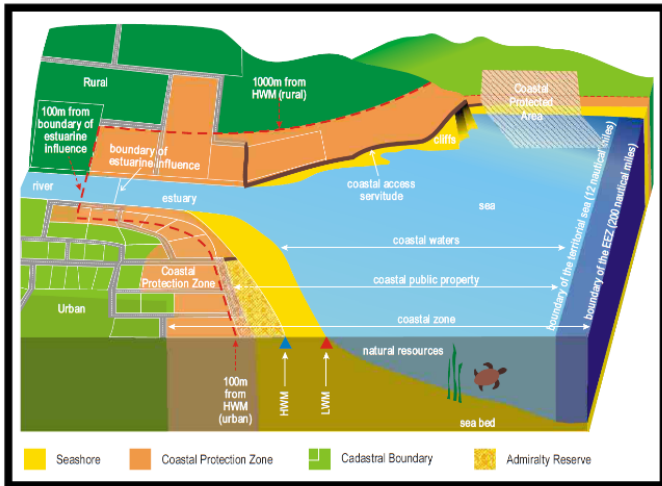 Rural
1000m from
HWM (rural)
Coastal
Protected
Area
100m from
boundary of
estuarine
influence
boundary of
estuarine influence
cliffs
coastal access
servitude
river
estuary
sea
boundary of the territorial sea (12 nautical miles)
boundary of the EEZ (200 nautical miles)
coastal waters
Coastal
Protection Zone
coastal public property
Urban
coastal zone
natural resources
100m
from
HWM
(urban)
HWM
LWM
sea bed
Seashore
Coastal Protection Zone
Cadastral Boundary
Admiralty Reserve